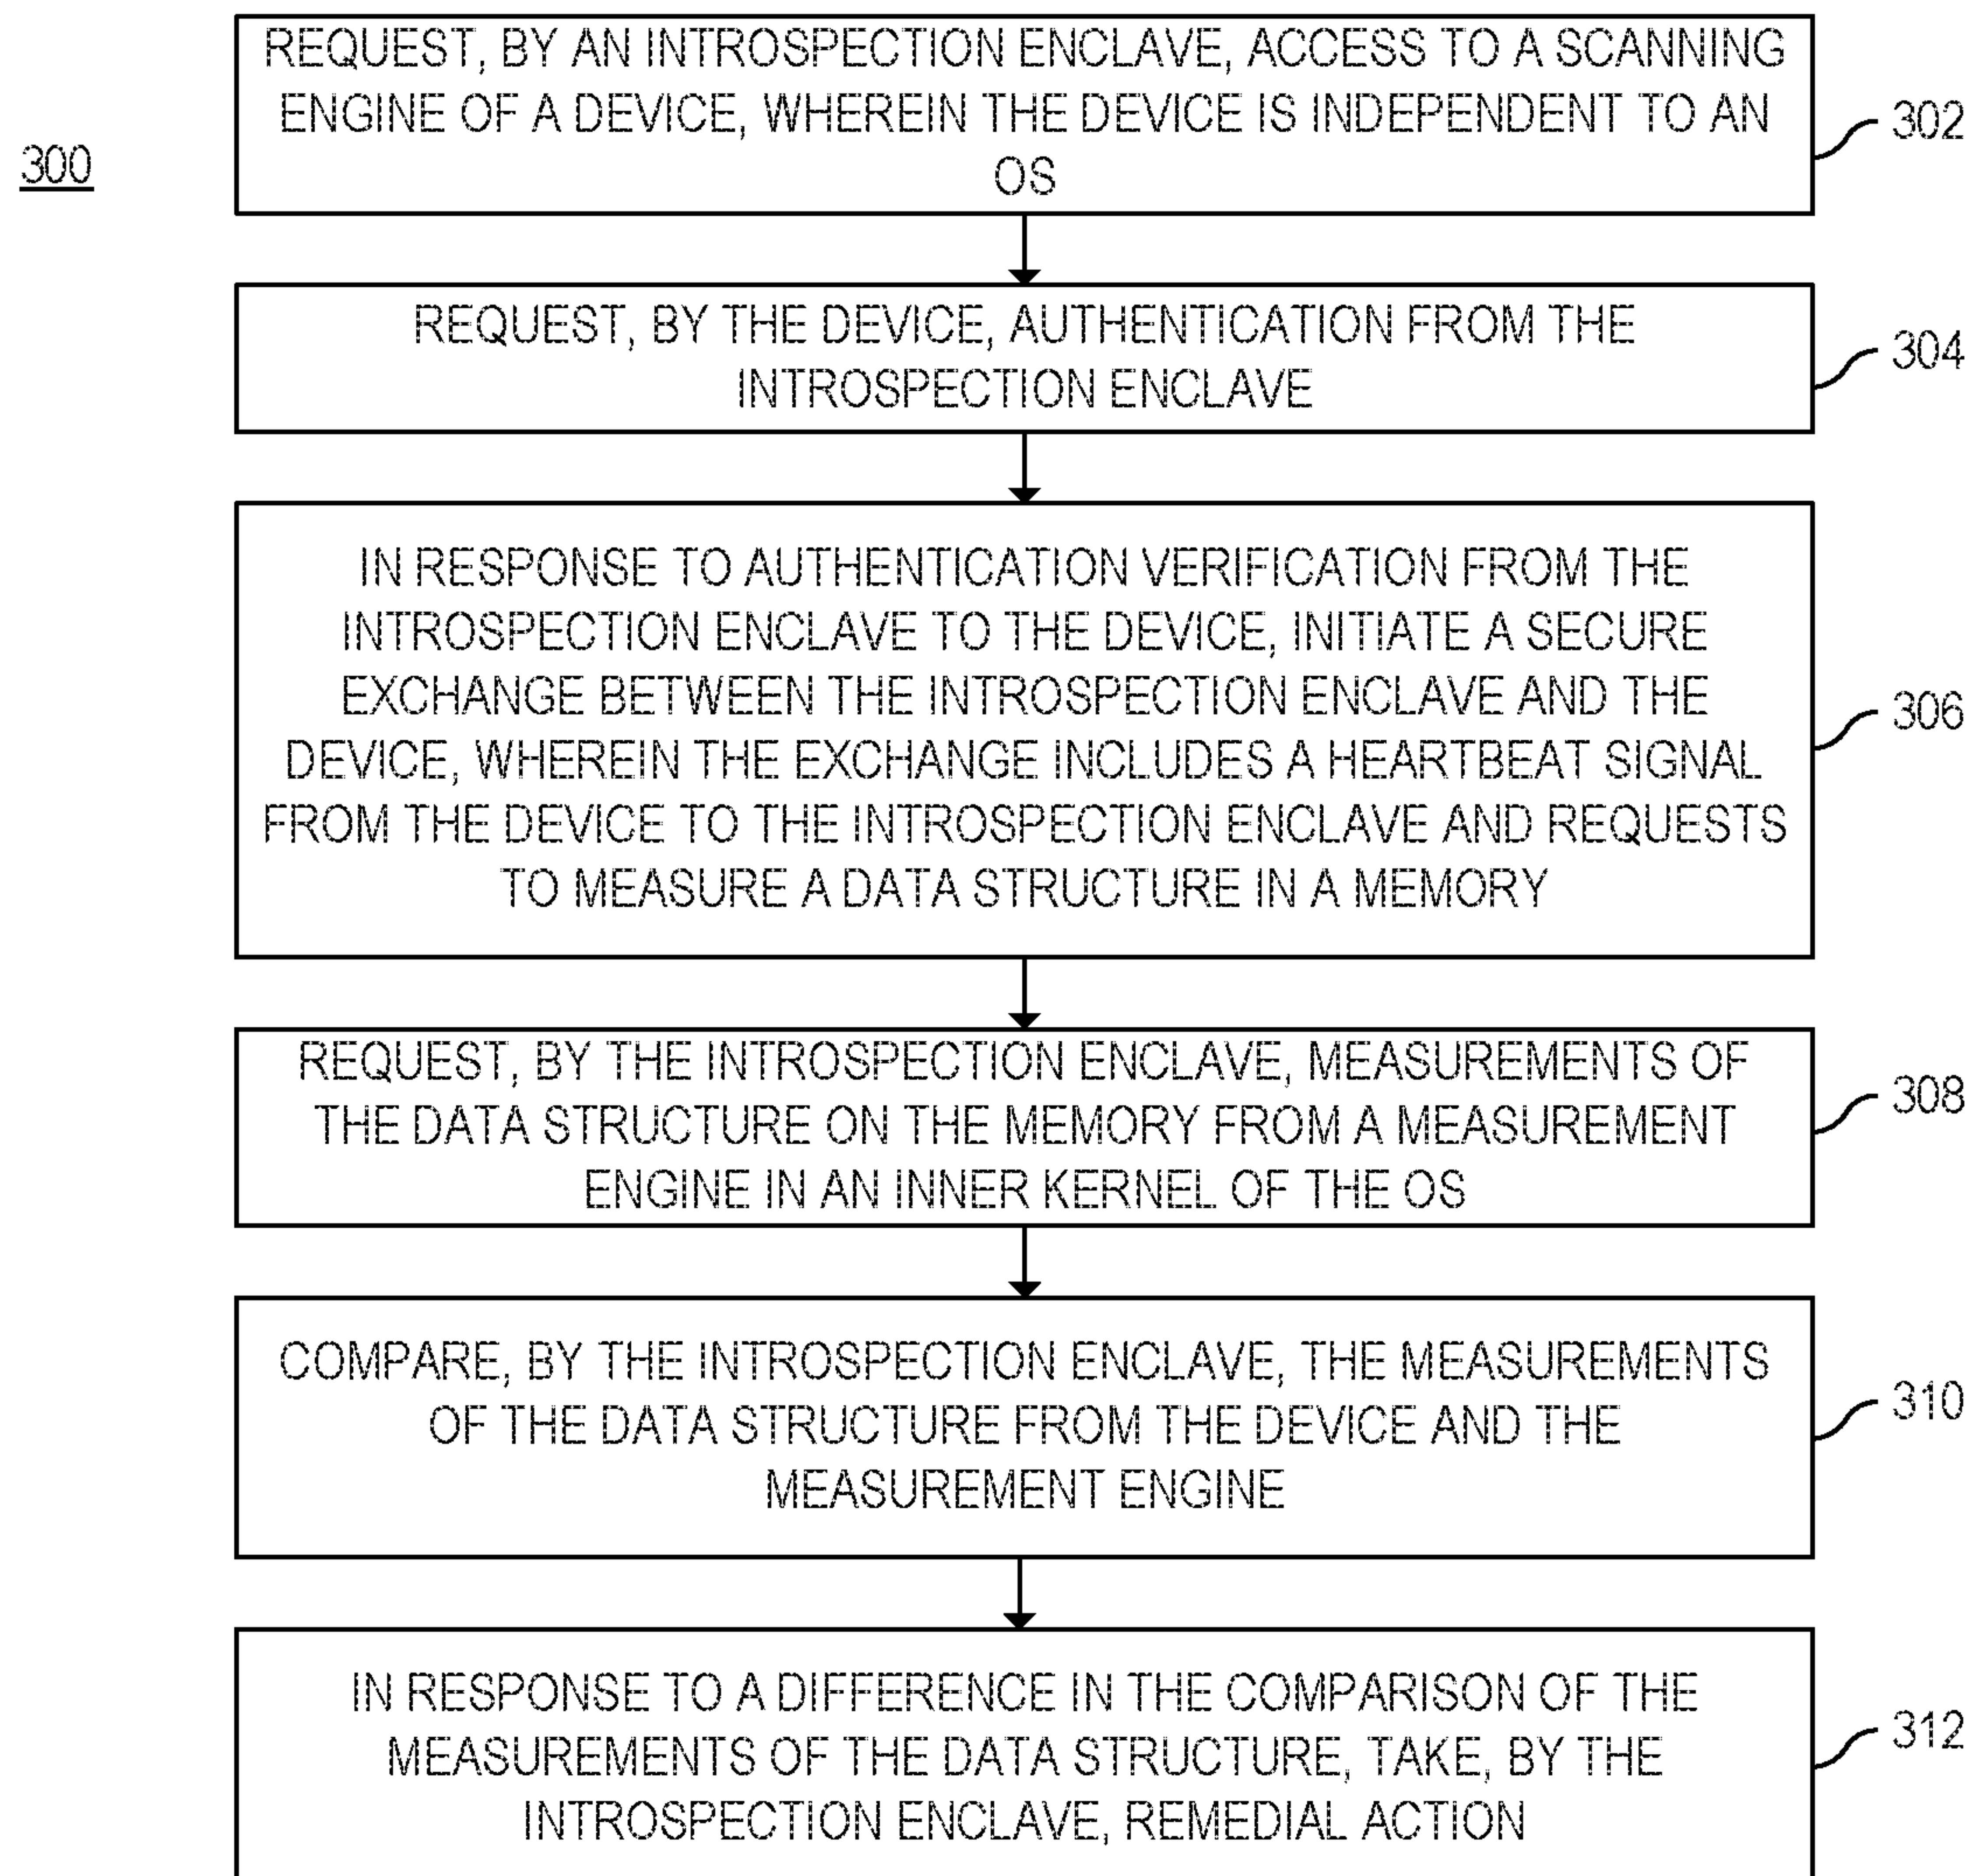 300
REQUEST, BY AN INTROSPECTION ENCLAVE, ACCESS TO A SCANNING
ENGINE OF A DEVICE, WHEREIN THE DEVICE IS INDEPENDENT TO AN
OS
302
REQUEST, BY THE DEVICE, AUTHENTICATION FROM THE
INTROSPECTION ENCLAVE
304
IN RESPONSE TO AUTHENTICATION VERIFICATION FROM THE
INTROSPECTION ENCLAVE TO THE DEVICE, INITIATE A SECURE
EXCHANGE BETWEEN THE INTROSPECTION ENCLAVE AND THE
DEVICE, WHEREIN THE EXCHANGE INCLUDES A HEARTBEAT SIGNAL
FROM THE DEVICE TO THE INTROSPECTION ENCLAVE AND REQUESTS
TO MEASURE A DATA STRUCTURE IN A MEMORY
306
REQUEST, BY THE INTROSPECTION ENCLAVE, MEASUREMENTS OF
THE DATA STRUCTURE ON THE MEMORY FROM A MEASUREMENT
ENGINE IN AN INNER KERNEL OF THE OS
308
COMPARE, BY THE INTROSPECTION ENCLAVE, THE MEASUREMENTS
OF THE DATA STRUCTURE FROM THE DEVICE AND THE
MEASUREMENT ENGINE
310
IN RESPONSE TO A DIFFERENCE IN THE COMPARISON OF THE
MEASUREMENTS OF THE DATA STRUCTURE, TAKE, BY THE
INTROSPECTION ENCLAVE, REMEDIAL ACTION
312